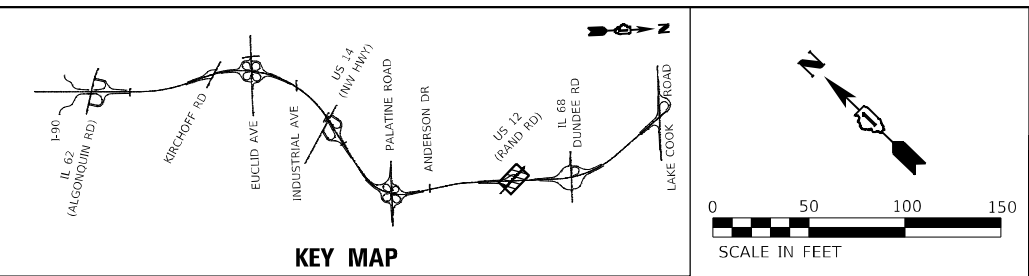 N
I-90
IL 62
(ALGONQUIN RD)
KIRCHOFF RD
EUCLID AVE
INDUSTRIAL AVE
US 14
(NW HWY)
PALATINE ROAD
ANDERSON DR
US 12
(RAND RD)
IL 68
DUNDEE RD
LAKE COOK ROAD
KEY MAP
N
0 50 100 150
SCALE IN FEET